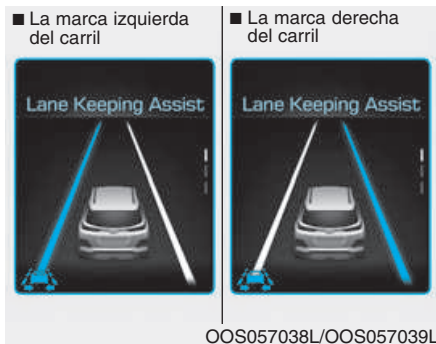 ■ La marca izquierda
del carril
Lane Keeping Assist
■ La marca derecha
del carril
Lane Keeping Assist
OOS057038L/OOS057039L